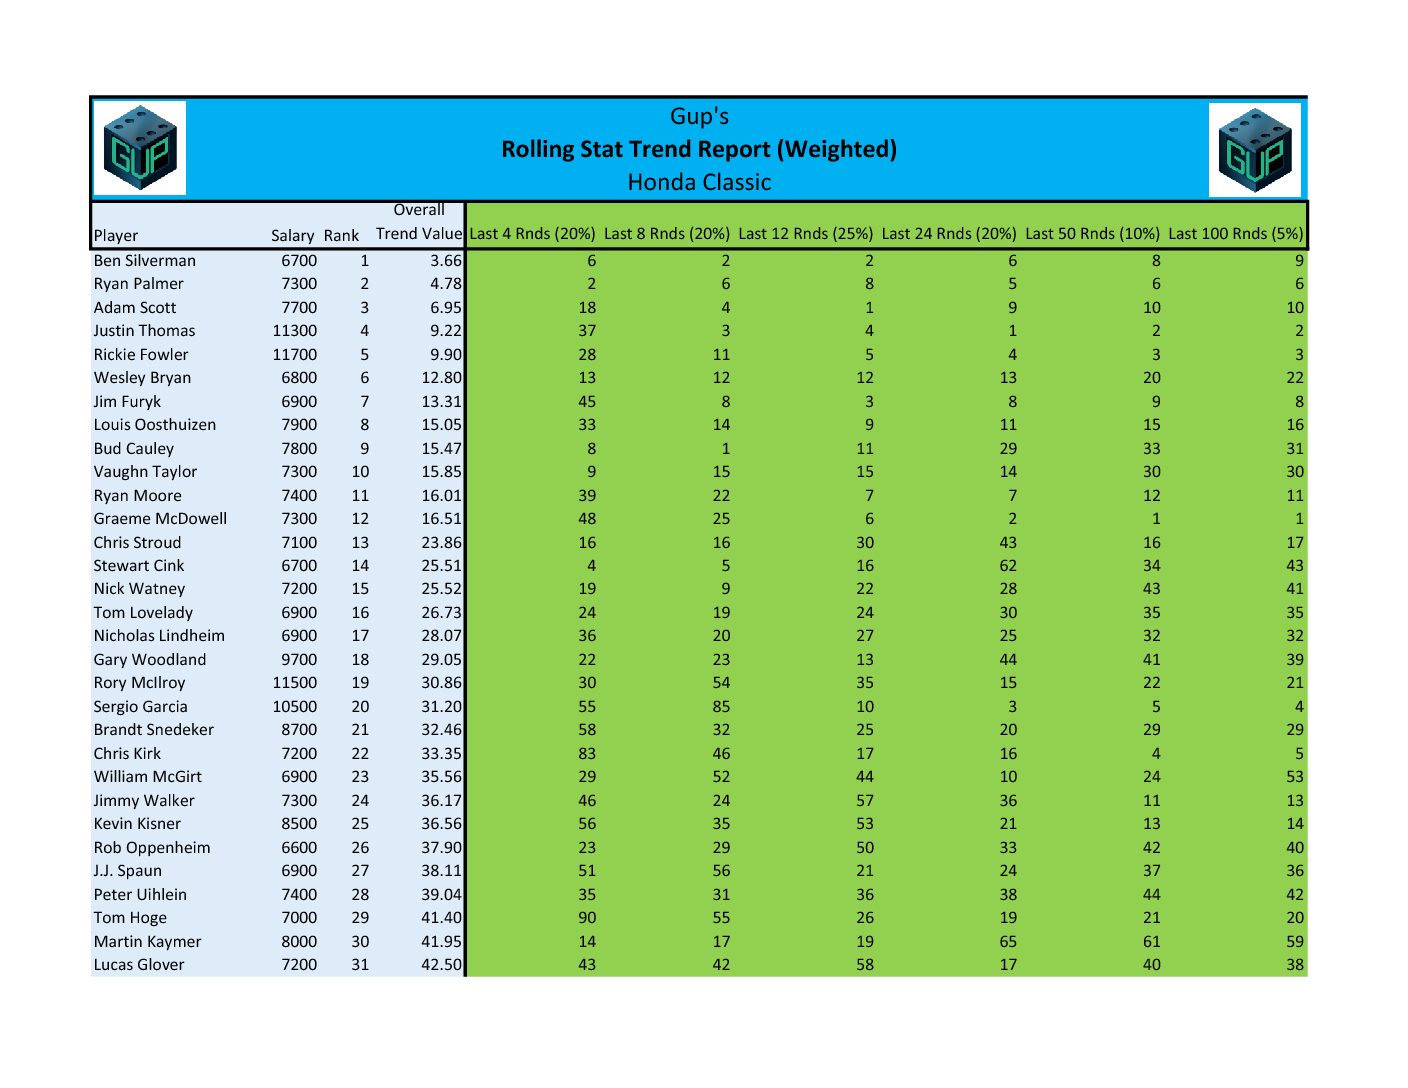 Gup's
GUP
Rolling Stat Trend Report (Weighted)
GUP
Honda Classic
Player Salary Rank Overall Trend Value Last 4 Rnds (20%) Last 8 Rnds (20%) Last 12 Rnds (25%) Last 24 Rnds (20%) Last 50 Rnds (10%) Last 100 Rnds (5%)
Ben Silverman 6700 1 3.66 6 2 2 6 8 9
Ryan Palmer 7300 2 4.78 2 6 8 5 6 6
Adam Scott 7700 3 6.95 18 4 1 9 10 10
Justin Thomas 11300 4 9.22 37 3 4 1 2 2
Rickie Fowler 11700 5 9.90 28 11 5 4 3 3
Wesley Bryan 6800 6 12.80 13 12 12 13 20 22
Jim Furyk 6900 7 13.31 45 8 3 8 9 8
Louis Oosthuizen 7900 8 15.05 33 14 9 11 15 16
Bud Cauley 7800 9 15.47 8 1 11 29 33 31
Vaughn Taylor 7300 10 15.85 9 15 15 14 30 30
Ryan Moore 7400 11 16.01 39 22 7 7 12 11
Graeme McDowell 7300 12 16.51 48 25 6 2 1 1
Chris Stroud 7100 13 23.86 16 16 30 43 16 17
Stewart Cink 6700 14 25.51 4 5 16 62 34 43
Nick Watney 7200 15 25.52 19 9 22 28 43 41
Tom Lovelady 6900 16 26.73 24 19 24 30 35 35
Nicholas Lindheim 6900 17 28.07 36 20 27 25 32 32
Gary Woodland 9700 18 29.05 22 23 13 44 41 39
Rory McIlroy 11500 19 30.86 30 54 35 15 22 21
Sergio Garcia 10500 20 31.20 55 85 10 3 5 4
Brandt Snedeker 8700 21 32.46 58 32 25 20 29 29
Chris Kirk 7200 22 33.35 83 46 17 16 4 5
William McGirt 6900 23 35.56 29 52 44 10 24 53
Jimmy Walker 7300 24 36.17 46 24 57 36 11 13
Kevin Kisner 8500 25 36.56 56 35 53 21 13 14
Rob Oppenheim 6600 26 37.90 23 29 50 33 42 40
J.J. Spaun 6900 27 38.11 51 56 21 24 37 36
Peter Uihlein 7400 28 39.04 35 31 36 38 44 42
Tom Hoge 7000 29 41.40 90 55 26 19 21 20
Martin Kaymer 8000 30 41.95 14 17 19 65 61 59
Lucas Glover 7200 31 42.50 43 42 58 17 40 38